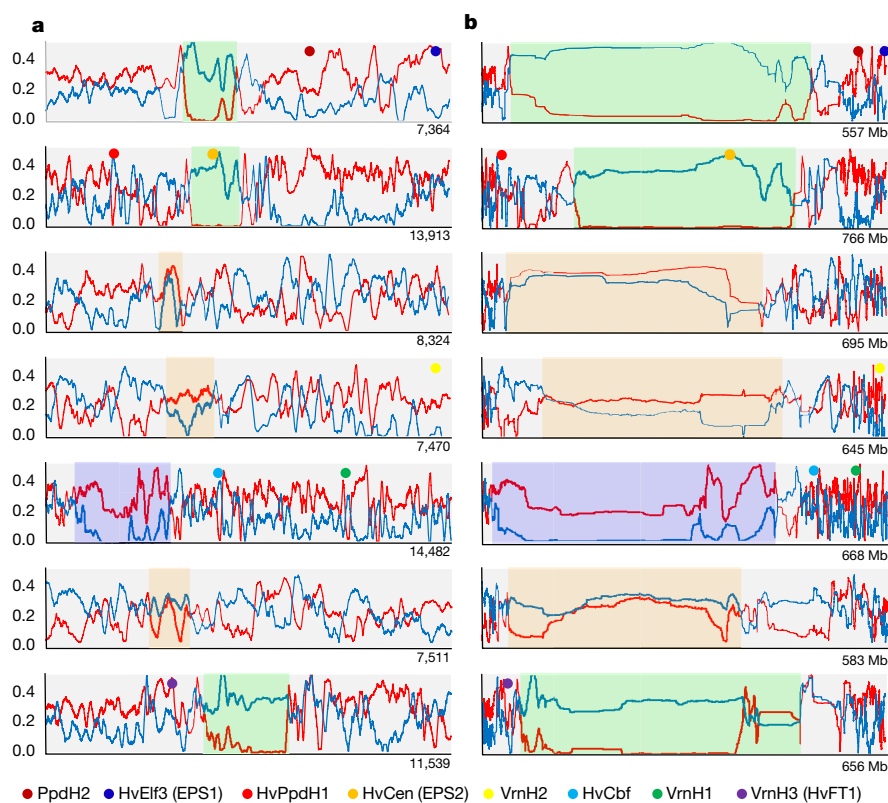 a b
0.4
0.2
0.0
7,364 557 Mb
0.4
0.2
0.0
13,913 766 Mb
0.4
0.2
0.0
8,324 695 Mb
0.4
0.2
0.0
7,470 645 Mb
0.4
0.2
0.0
14,482 668 Mb
0.4
0.2
0.0
7,511 583 Mb
0.4
0.2
0.0
11,539 656 Mb
PpdH2 HvElf3 (EPS1) HvPpdH1 HvCen (EPS2) VrnH2 HvCbf VrnH1 VrnH3 (HvFT1)